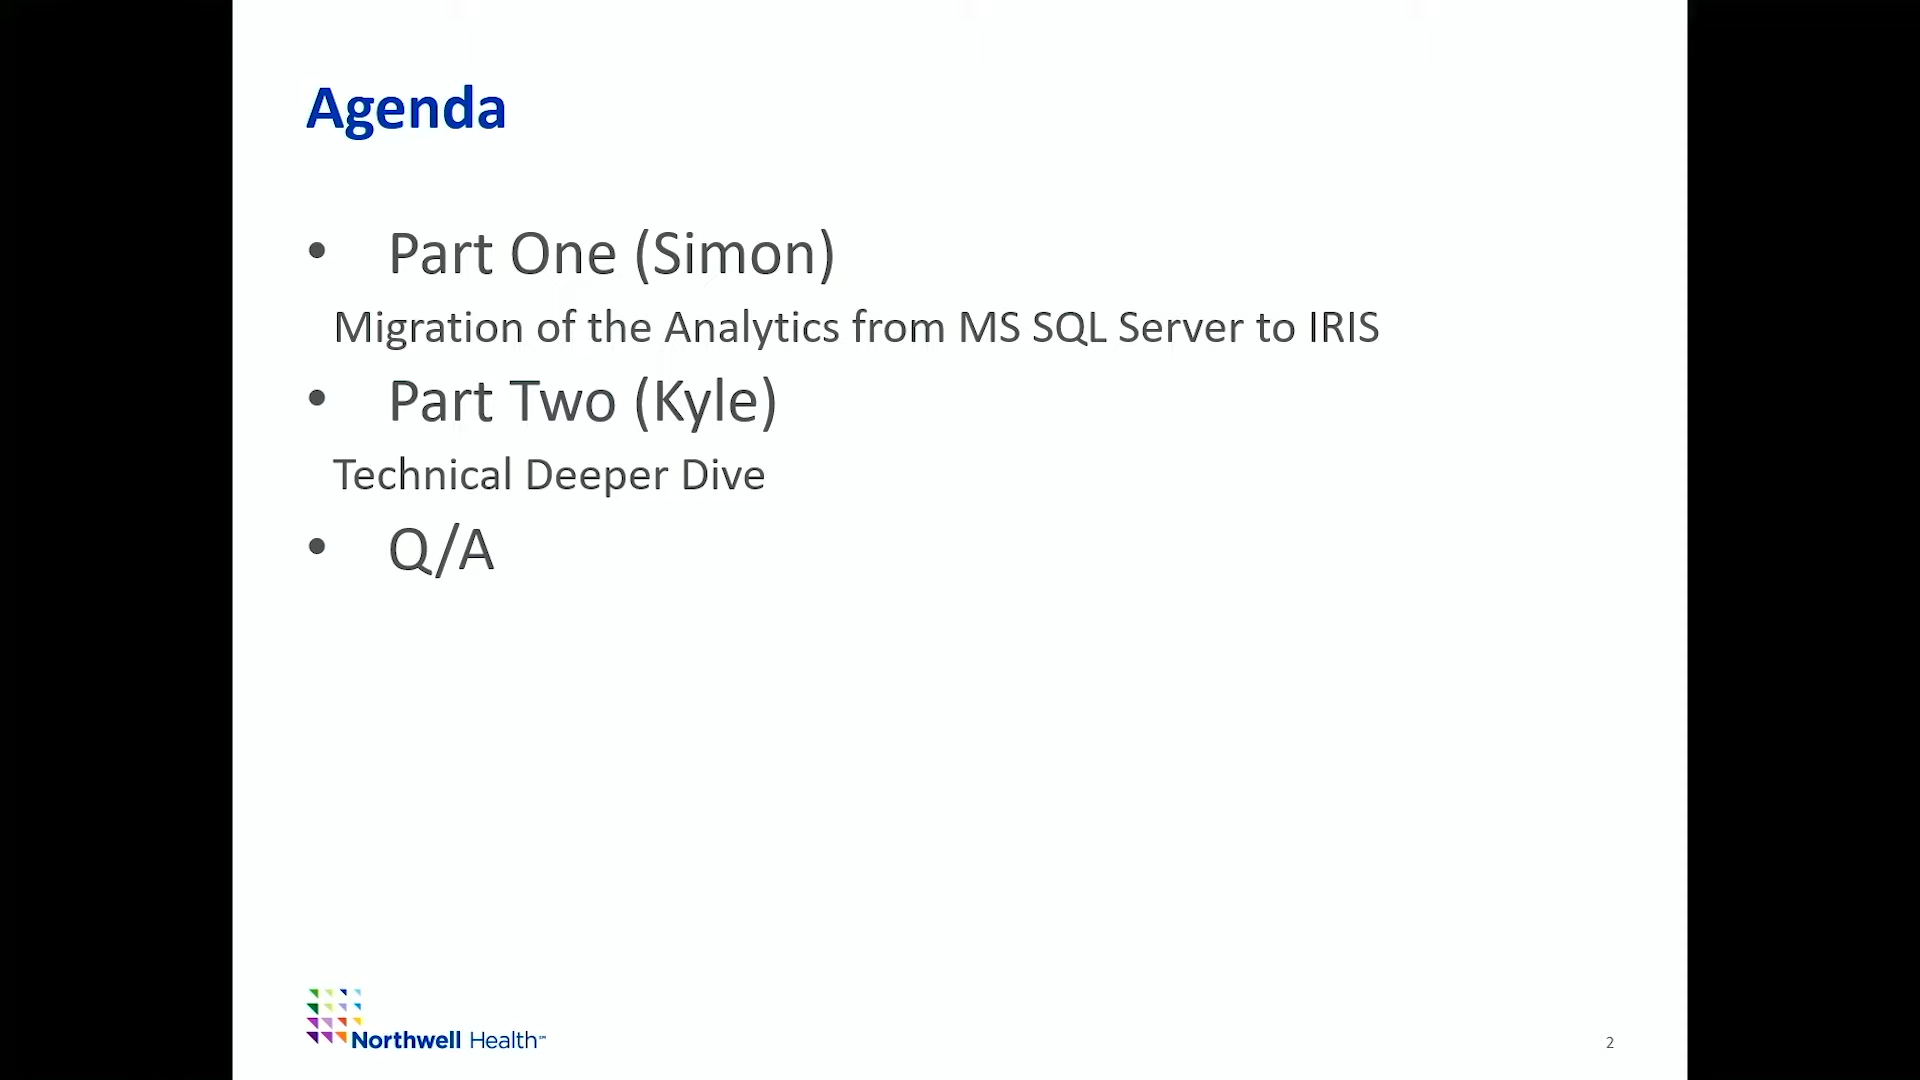 Agenda
• Part One (Simon)
Migration of the Analytics from MS SQL Server to IRIS
• Part Two (Kyle)
Technical Deeper Dive
• Q/A
Northwell Health℠
2